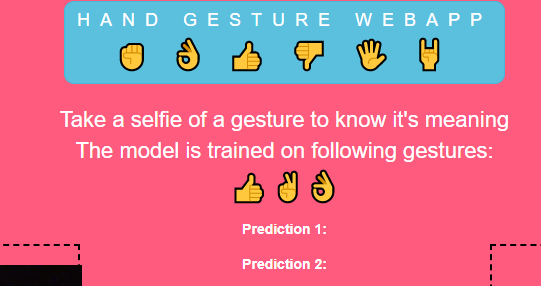 HAND GESTURE WEBAPP
Take a selfie of a gesture to know it's meaning
The model is trained on following gestures:
Prediction 1:
Prediction 2: